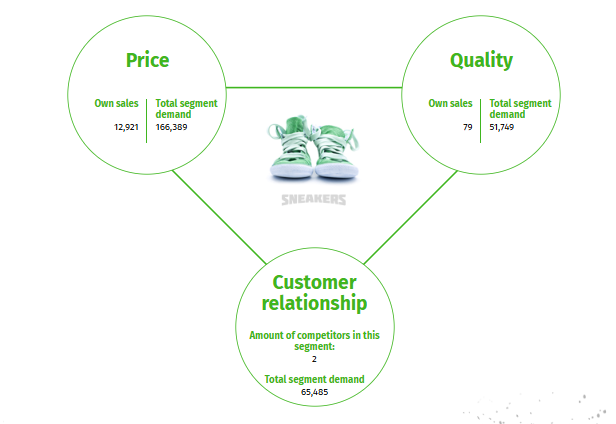 Price
Own sales
Total segment
demand
12,921
166,389
Quality
Own sales
Total segment
demand
79
51,749
SNEAKERS
Customer
relationship
Amount of competitors in this
segment:
2
Total segment demand
65,485